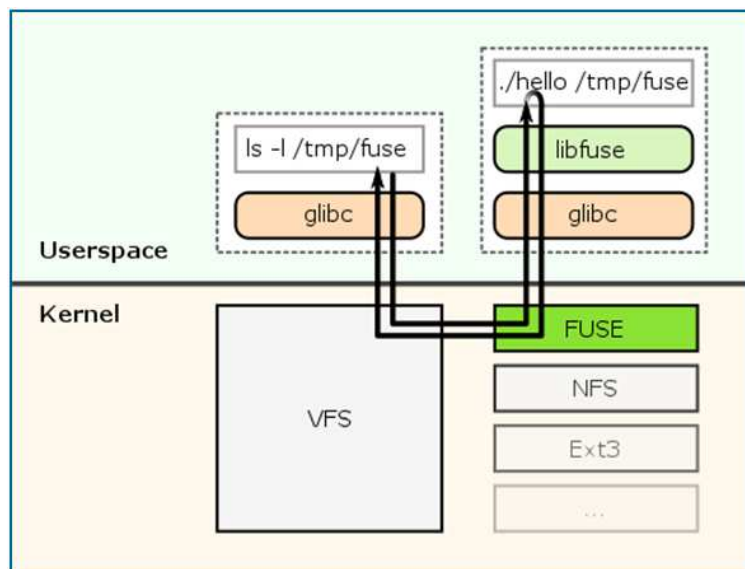 ./hello /tmp/fuse
ls -l /tmp/fuse
libfuse
glibc
glibc
Userspace
Kernel
FUSE
NFS
VFS
Ext3
...